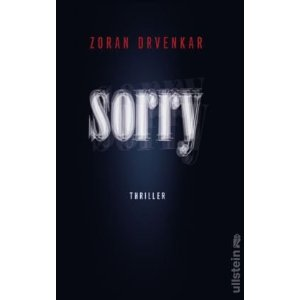 ZORAN DRVENKAR
sorry
THRILLER
ullstein